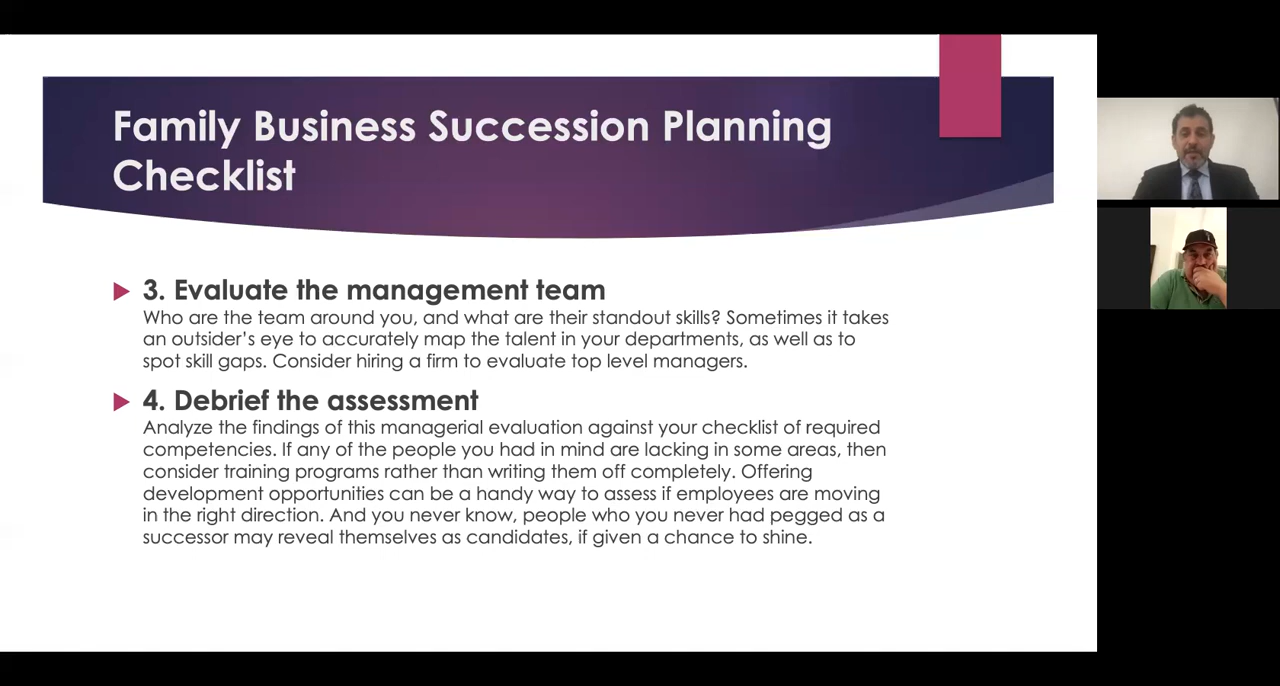 Family Business Succession Planning
Checklist
3. Evaluate the management team
Who are the team around you, and what are their standout skills? Sometimes it takes
an outsider’s eye to accurately map the talent in your departments, as well as to
spot skill gaps. Consider hiring a firm to evaluate top level managers.
4. Debrief the assessment
Analyze the findings of this managerial evaluation against your checklist of required
competencies. If any of the people you had in mind are lacking in some areas, then
consider training programs rather than writing them off completely. Offering
development opportunities can be a handy way to assess if employees are moving
in the right direction. And you never know, people who you never had pegged as a
successor may reveal themselves as candidates, if given a chance to shine.